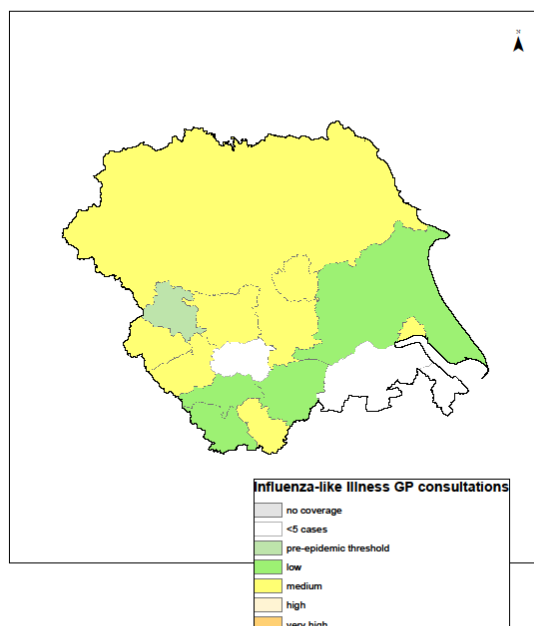 N
Influenza-like Illness GP consultations
no coverage
<5 cases
pre-epidemic threshold
low
medium
high
very high